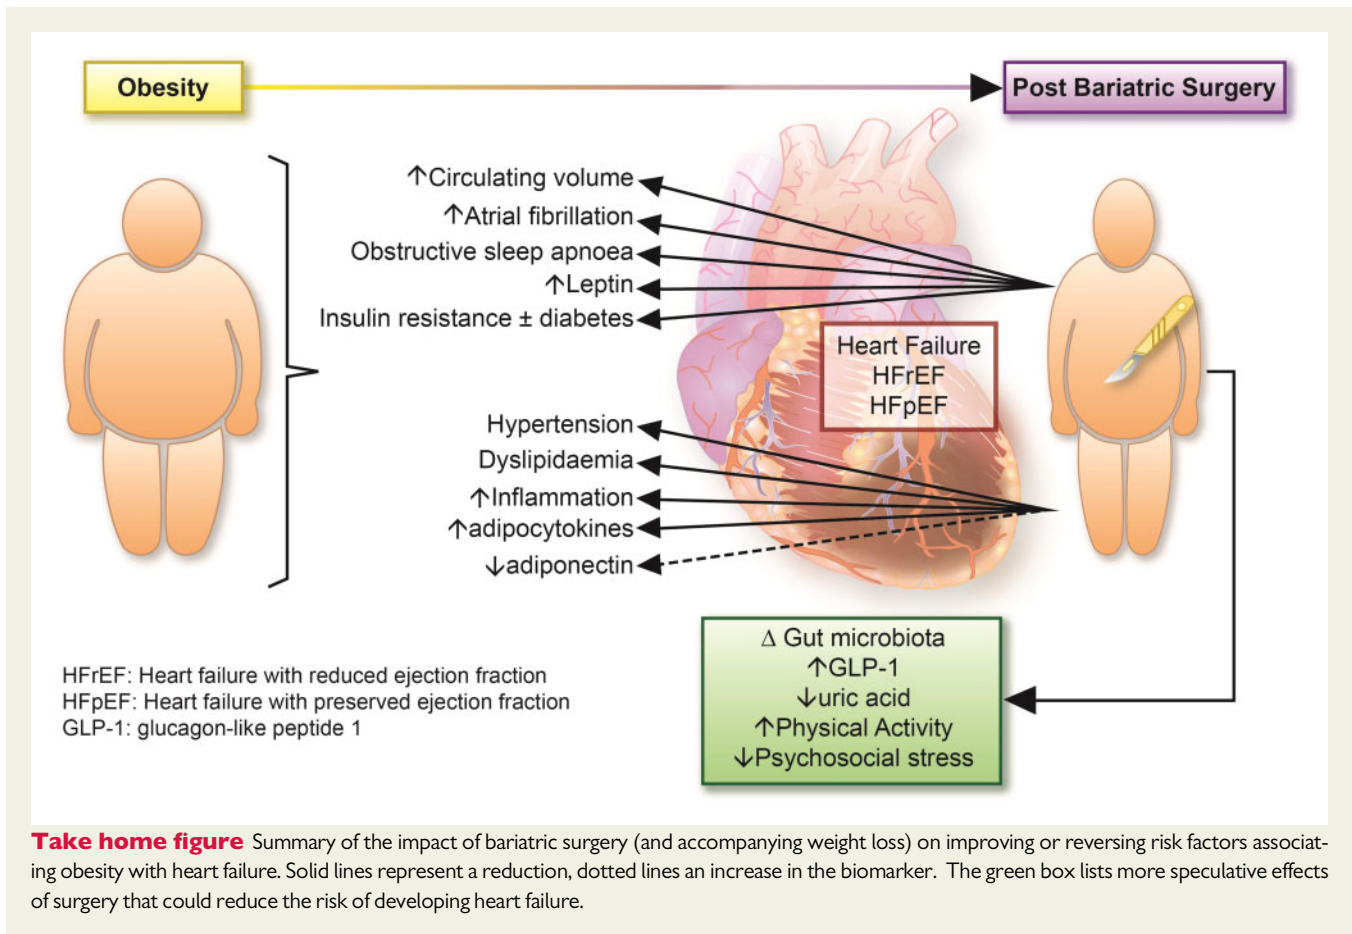 Obesity
Post Bariatric Surgery
↑Circulating volume
↑Atrial fibrillation
Obstructive sleep apnoea
↑Leptin
Insulin resistance ± diabetes
Heart Failure
HFrEF
HFpEF
Hypertension
Dyslipidaemia
↑Inflammation
↑adipocytokines
↓adiponectin
Δ Gut microbiota
↑GLP-1
↓uric acid
↑Physical Activity
↓Psychosocial stress
HFrEF: Heart failure with reduced ejection fraction
HFpEF: Heart failure with preserved ejection fraction
GLP-1: glucagon-like peptide 1
Take home figure Summary of the impact of bariatric surgery (and accompanying weight loss) on improving or reversing risk factors associat-
ing obesity with heart failure. Solid lines represent a reduction, dotted lines an increase in the biomarker. The green box lists more speculative effects
of surgery that could reduce the risk of developing heart failure.